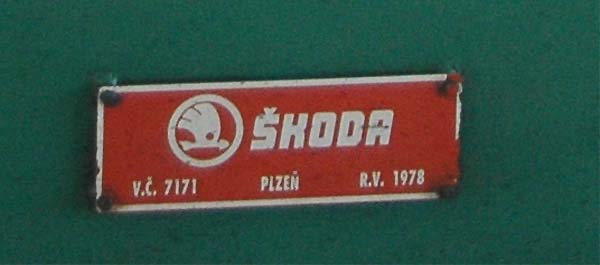 ŠKODA
V.Č. 7171 PLZEŇ R.V. 1978